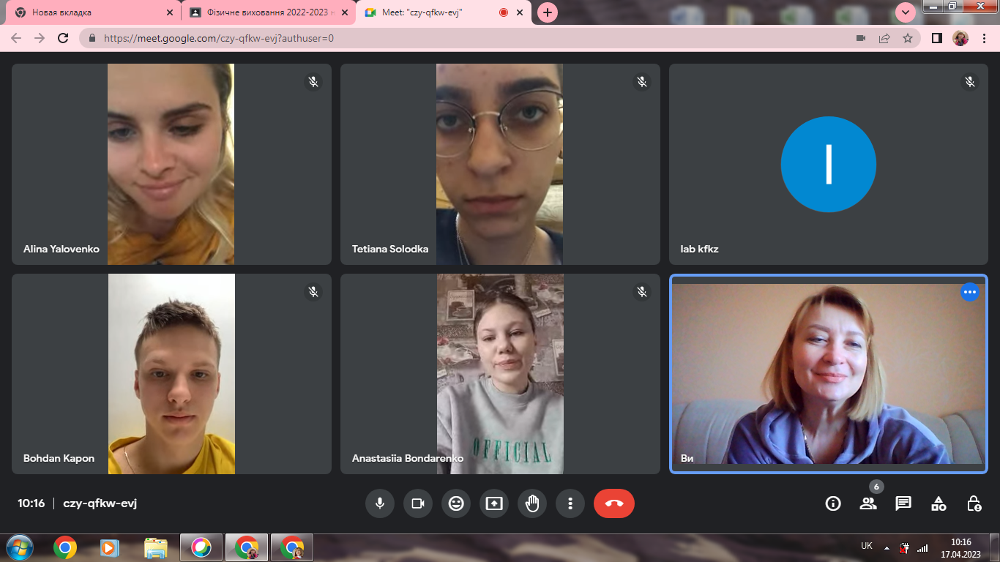 Новая вкладка
Фізичне виховання 2022-2023 н
Meet: "czy-qfkw-evj"
https://meet.google.com/czy-qfkw-evj?authuser=0
Alina Yalovenko
Tetiana Solodka
I
lab kfkz
Bohdan Kapon
OFFICIAL
Anastasiia Bondarenko
Ви
10:16 | czy-qfkw-evj
6
UK
10:16
17.04.2023